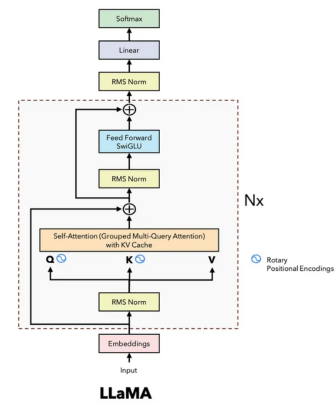 Softmax
Linear
RMS Norm
Feed Forward
SwiGLU
RMS Norm
Nx
Self-Attention (Grouped Multi-Query Attention)
with KV Cache
Q K V
Rotary
Positional Encodings
RMS Norm
Embeddings
Input
LLaMA